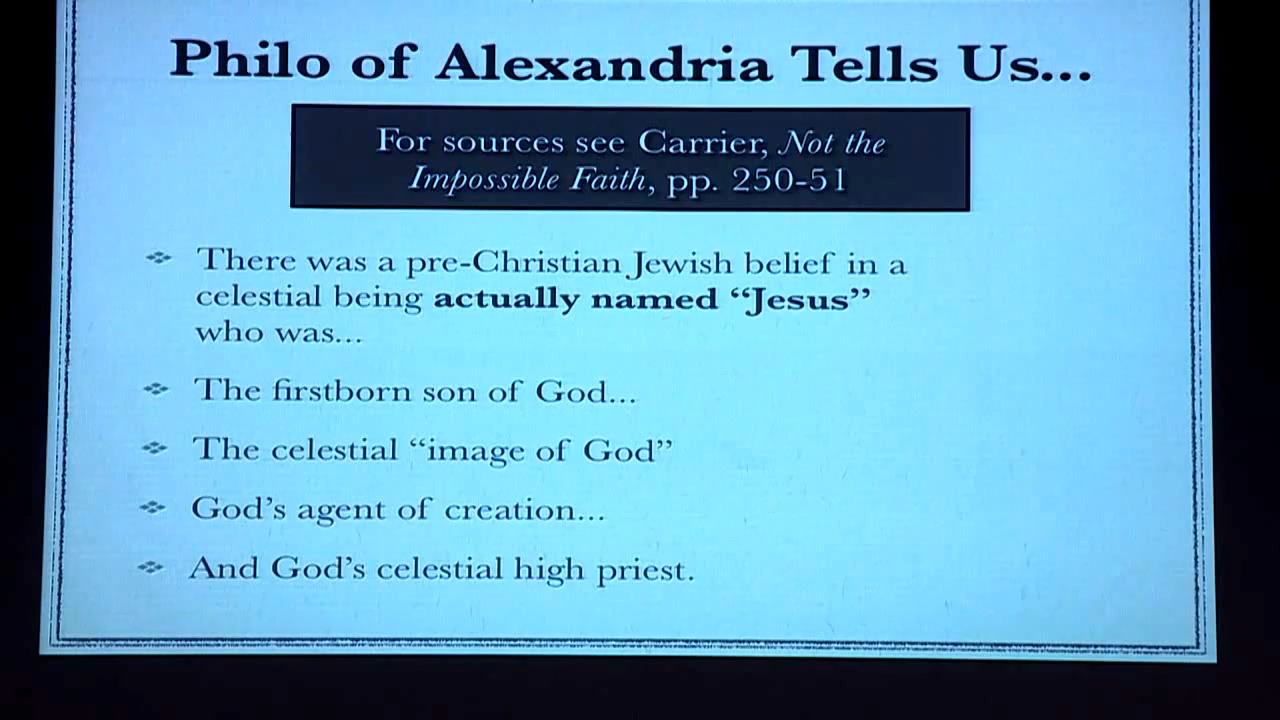 Philo of Alexandria Tells Us...
For sources see Carrier, Not the
Impossible Faith, pp. 250-51
There was a pre-Christian Jewish belief in a
celestial being actually named “Jesus”
who was...
The firstborn son of God...
The celestial “image of God”
God’s agent of creation...
And God’s celestial high priest.